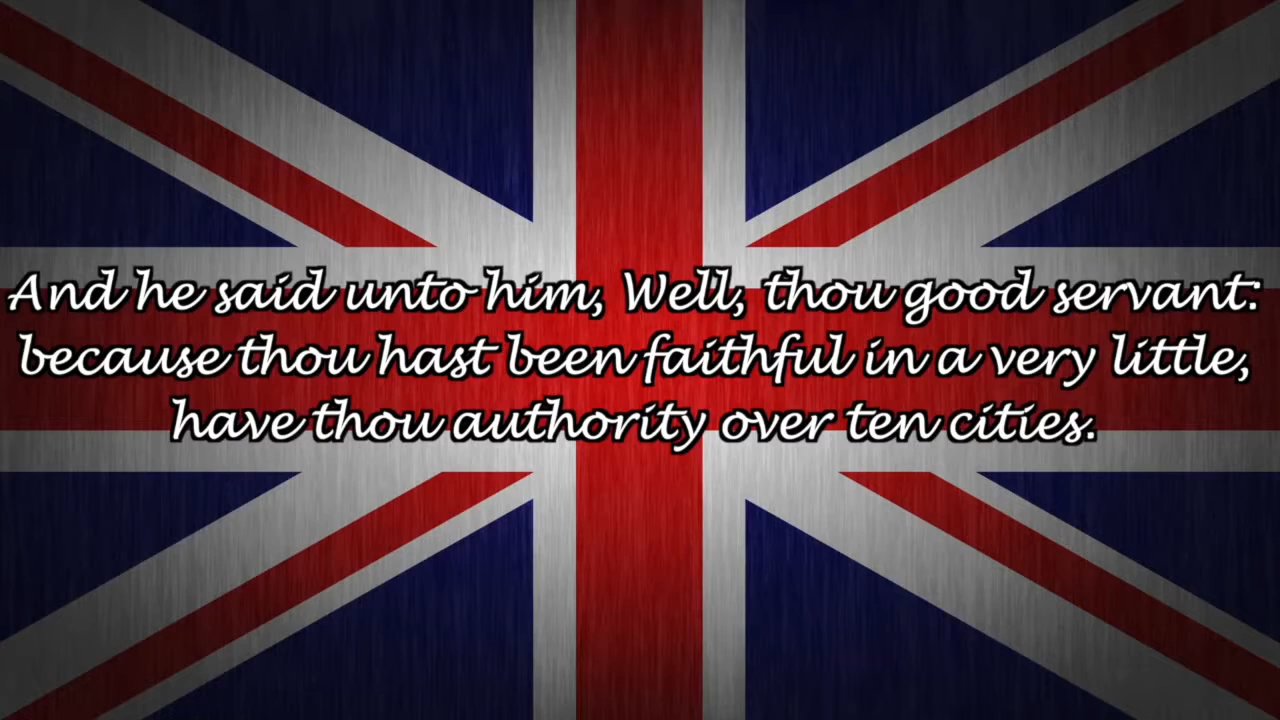 And he said unto him, Well, thou good servant:
because thou hast been faithful in a very little,
have thou authority over ten cities.